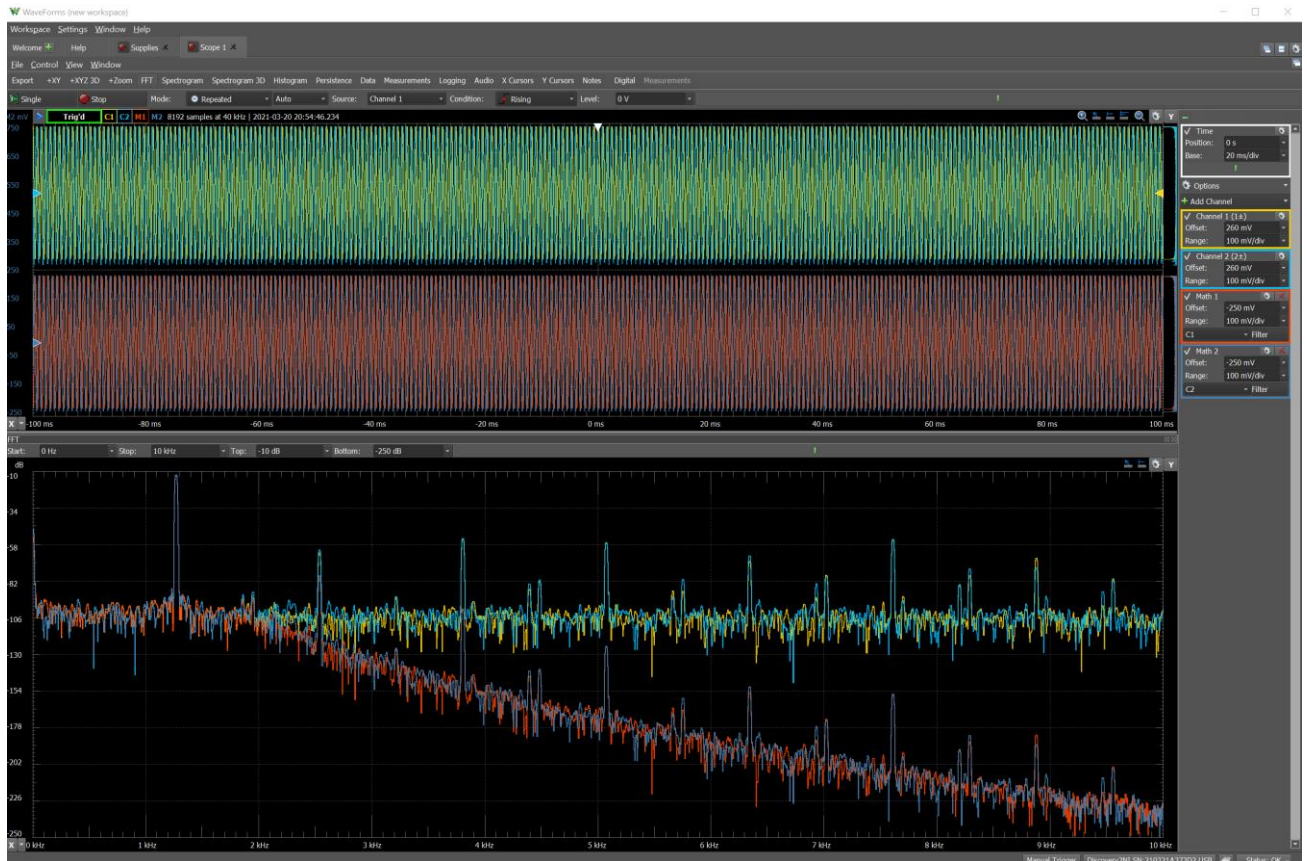 WaveForms (new workspace)
Workspace Settings Window Help
Welcome Help Supplies Scope 1
File Control View Window
Export +XY +XYZ 3D +Zoom FFT Spectrogram Spectrogram 3D Histogram Persistence Data Measurements Logging Audio X Cursors Y Cursors Notes Digital Measurements
Single Stop Mode: Repeated Auto Source: Channel 1 Condition: Rising Level: 0 V
M2 mV Trig'd C1 C2 M1 M2 8192 samples at 40 kHz | 2021-03-20 20:54:46.234 Y
750
650
550
450
350
250
150
50
-50
-150
-250
X -100 ms -80 ms -60 ms -40 ms -20 ms 0 ms 20 ms 40 ms 60 ms 80 ms 100 ms
Time
Position: 0 s
Base: 20 ms/div
Options
Add Channel
Channel 1 (1±)
Offset: 260 mV
Range: 100 mV/div
Channel 2 (2±)
Offset: 260 mV
Range: 100 mV/div
Math 1
Offset: -250 mV
Range: 100 mV/div
C1 Filter
Math 2
Offset: -250 mV
Range: 100 mV/div
C2 Filter
FFT
Start: 0 Hz Stop: 10 kHz Top: -10 dB Bottom: -250 dB
dB Y
-10
-34
-58
-82
-106
-130
-154
-178
-202
-226
-250
X 0 kHz 1 kHz 2 kHz 3 kHz 4 kHz 5 kHz 6 kHz 7 kHz 8 kHz 9 kHz 10 kHz
Manual Trigger Status: OK